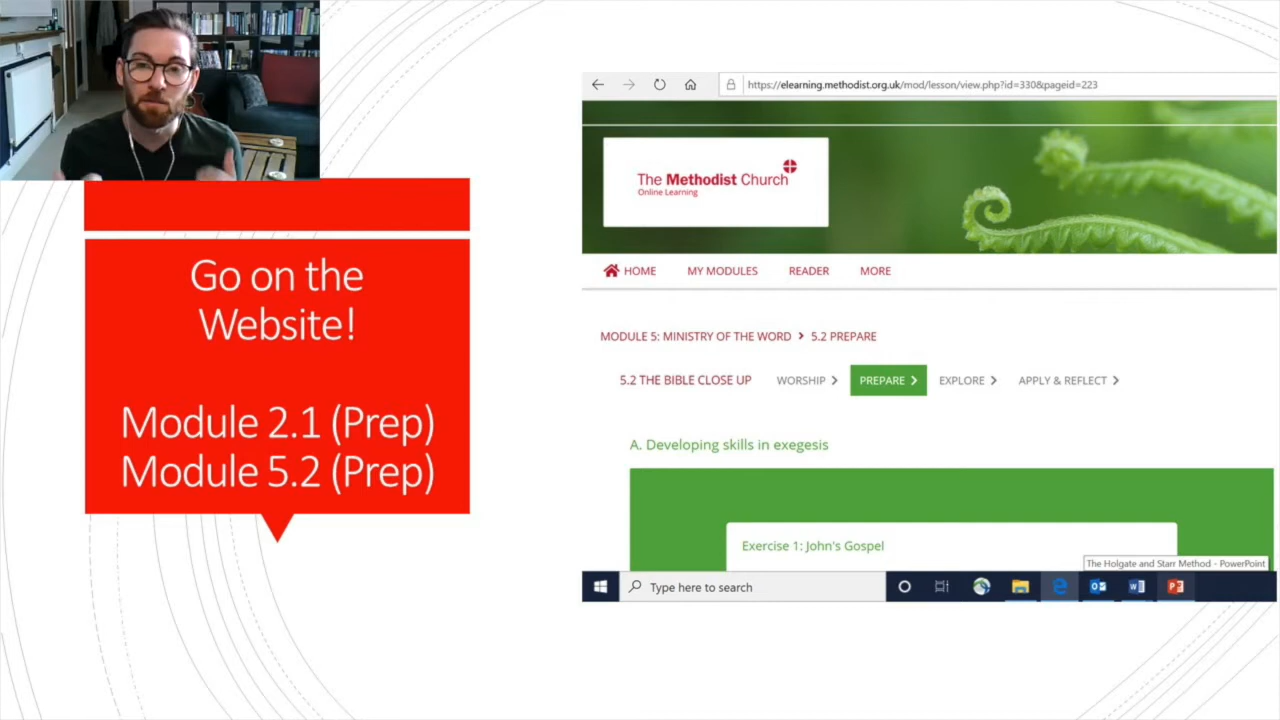 Go on the
Website!
Module 2.1 (Prep)
Module 5.2 (Prep)
https://elearning.methodist.org.uk/mod/lesson/view.php?id=330&pageid=223
The Methodist Church
Online Learning
HOME MY MODULES READER MORE
MODULE 5: MINISTRY OF THE WORD > 5.2 PREPARE
5.2 THE BIBLE CLOSE UP WORSHIP > PREPARE > EXPLORE > APPLY & REFLECT >
A. Developing skills in exegesis
Exercise 1: John's Gospel
The Holgate and Starr Method - PowerPoint
Type here to search